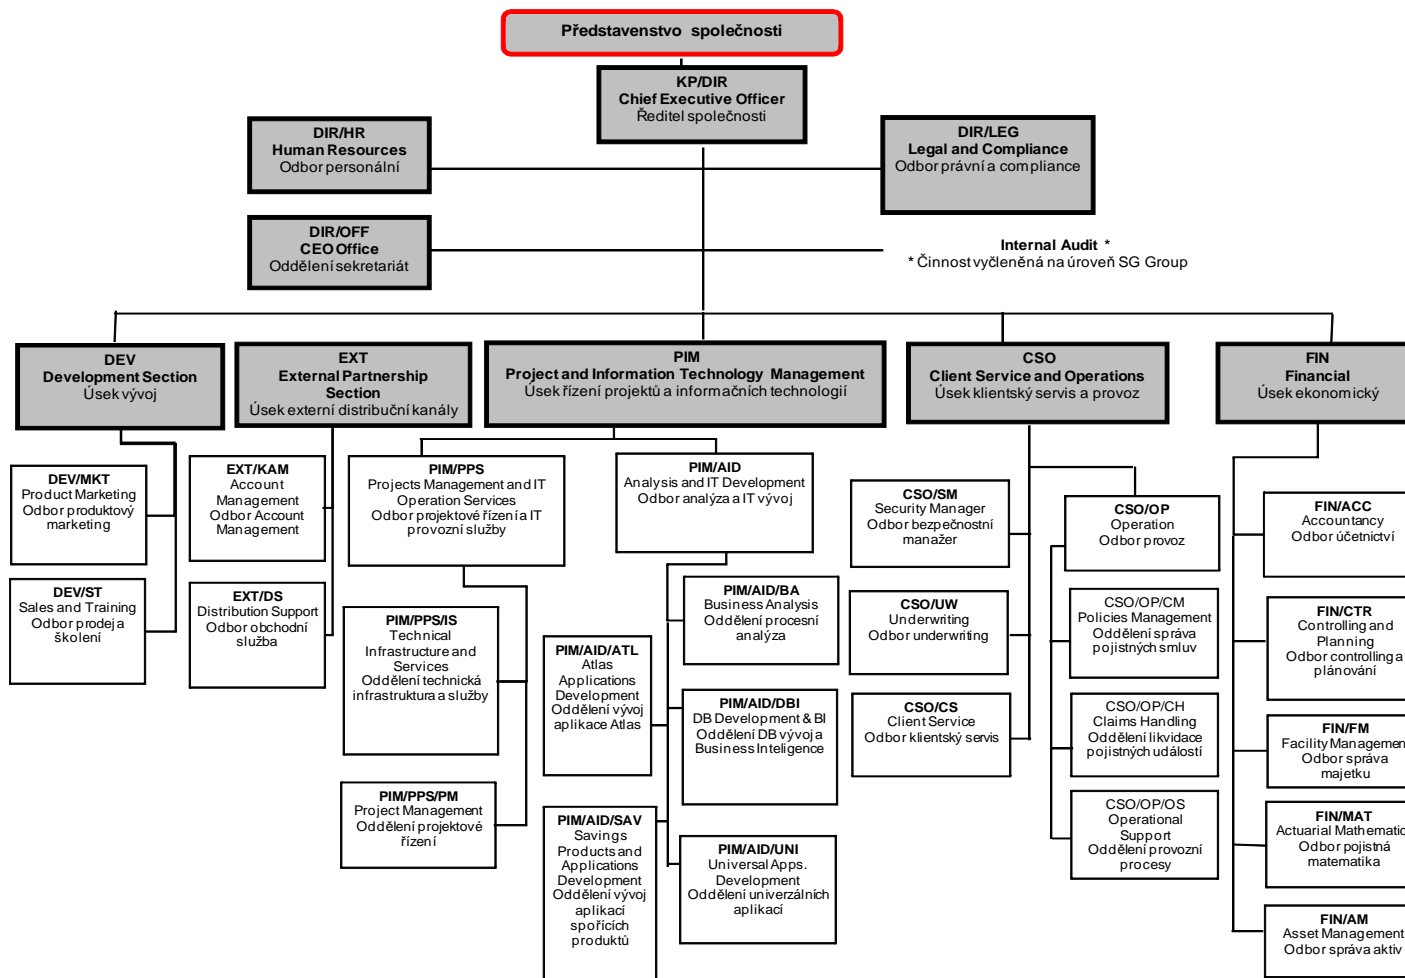 Představenstvo společnosti
KP/DIR
Chief Executive Officer
Ředitel společnosti
DIR/HR
Human Resources
Odbor personální
DIR/LEG
Legal and Compliance
Odbor právní a compliance
DIR/OFF
CEO Office
Oddělení sekretariát
Internal Audit *
* Činnost vyčleněná na úroveň SG Group
DEV
Development Section
Úsek vývoj
EXT
External Partnership
Section
Úsek externí distribuční kanály
PIM
Project and Information Technology Management
Úsek řízení projektů a informačních technologií
CSO
Client Service and Operations
Úsek klientský servis a provoz
FIN
Financial
Úsek ekonomický
DEV/MKT
Product Marketing
Odbor produktový
marketing
DEV/ST
Sales and Training
Odbor prodej a
školení
EXT/KAM
Account
Management
Odbor Account
Management
EXT/DS
Distribution Support
Odbor obchodní
služba
PIM/PPS
Projects Management and IT
Operation Services
Odbor projektové řízení a IT
provozní služby
PIM/PPS/IS
Technical
Infrastructure and
Services
Oddělení technická
infrastruktura a služby
PIM/PPS/PM
Project Management
Oddělení projektové
řízení
PIM/AID
Analysis and IT Development
Odbor analýza a IT vývoj
PIM/AID/BA
Business Analysis
Oddělení procesní
analýza
PIM/AID/ATL
Atlas
Applications
Development
Oddělení vývoj
aplikace Atlas
PIM/AID/DBI
DB Development & BI
Oddělení DB vývoj a
Business Inteligence
PIM/AID/SAV
Savings
Products and
Applications
Development
Oddělení vývoj
aplikací
spořících
produktů
PIM/AID/UNI
Universal Apps.
Development
Oddělení univerzálních
aplikací
CSO/SM
Security Manager
Odbor bezpečnostní
manažer
CSO/UW
Underwriting
Odbor underwriting
CSO/CS
Client Service
Odbor klientský servis
CSO/OP
Operation
Odbor provoz
CSO/OP/CM
Policies Management
Oddělení správa
pojistných smluv
CSO/OP/CH
Claims Handling
Oddělení likvidace
pojistných událostí
CSO/OP/OS
Operational
Support
Oddělení provozní
procesy
FIN/ACC
Accountancy
Odbor účetnictví
FIN/CTR
Controlling and
Planning
Odbor controlling a
plánování
FIN/FM
Facility Management
Odbor správa
majetku
FIN/MAT
Actuarial Mathematic
Odbor pojistná
matematika
FIN/AM
Asset Management
Odbor správa aktiv